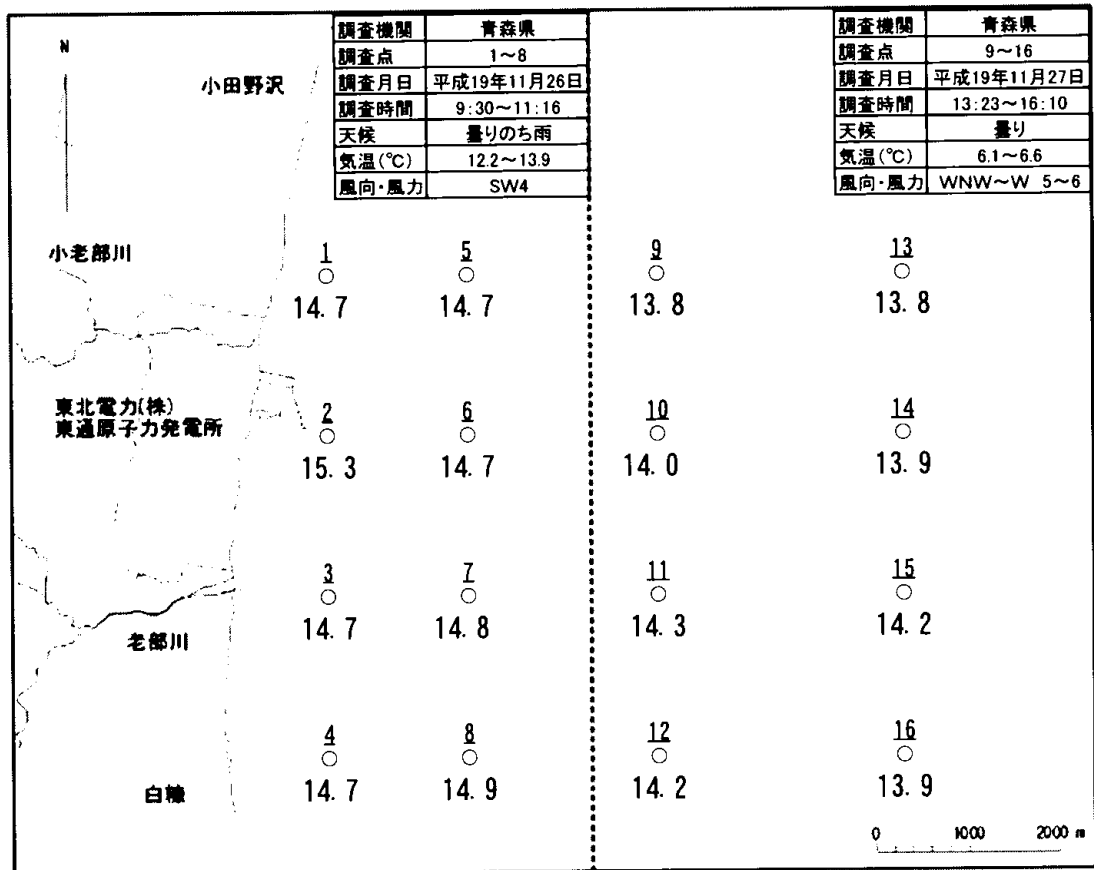 調査機関 青森県
調査点 1~8
調査月日 平成19年11月26日
調査時間 9:30~11:16
天候 曇りのち雨
気温(℃) 12.2~13.9
風向・風力 SW4
調査機関 青森県
調査点 9~16
調査月日 平成19年11月27日
調査時間 13:23~16:10
天候 曇り
気温(℃) 6.1~6.6
風向・風力 WNW~W 5~6
N
小田野沢
小老部川
1 5 9 13
14.7 14.7 13.8 13.8
東北電力(株)
東通原子力発電所
2 6 10 14
15.3 14.7 14.0 13.9
3 7 11 15
14.7 14.8 14.3 14.2
老部川
4 8 12 16
14.7 14.9 14.2 13.9
白糠
0 1000 2000 m